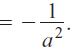 = -\frac{1}{a^2}.